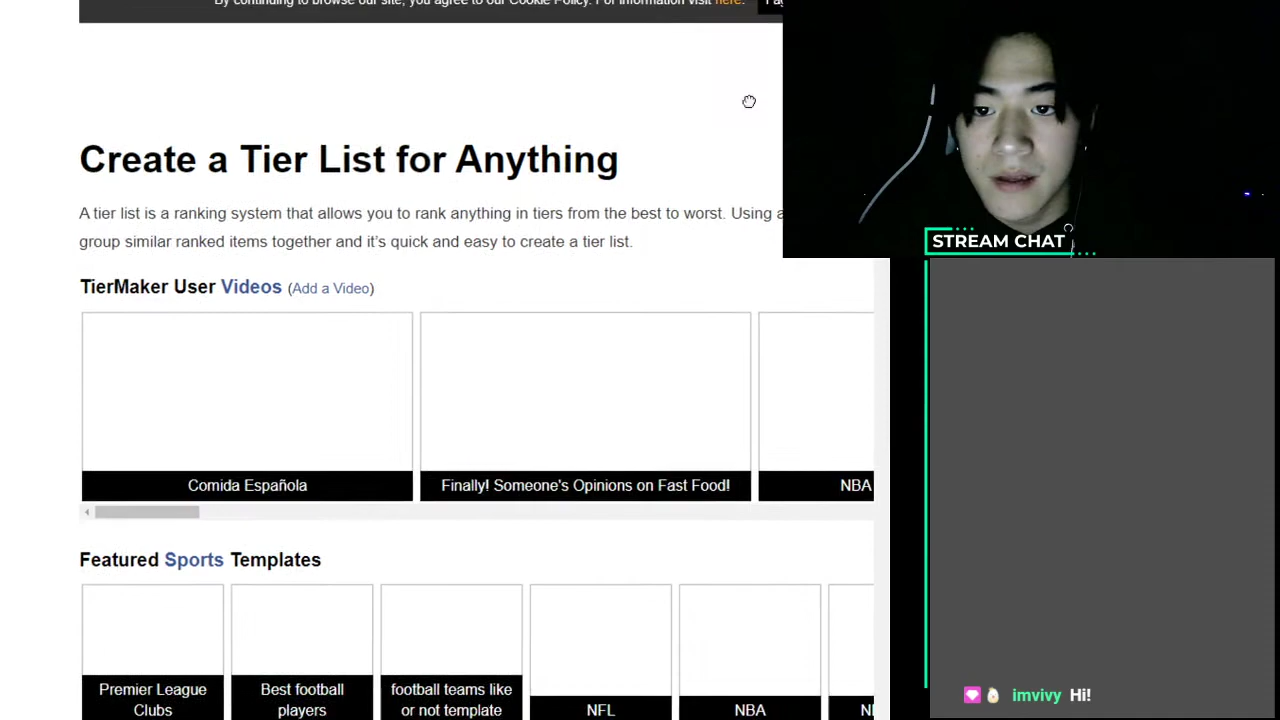 By continuing to browse our site, you agree to our Cookie Policy. For information visit here.
Create a Tier List for Anything
A tier list is a ranking system that allows you to rank anything in tiers from the best to worst. Using a
group similar ranked items together and it's quick and easy to create a tier list.
TierMaker User Videos (Add a Video)
Comida Española
Finally! Someone's Opinions on Fast Food!
NBA
Featured Sports Templates
Premier League
Clubs
Best football
players
football teams like
or not template
NFL
NBA
STREAM CHAT
imvivy Hi!